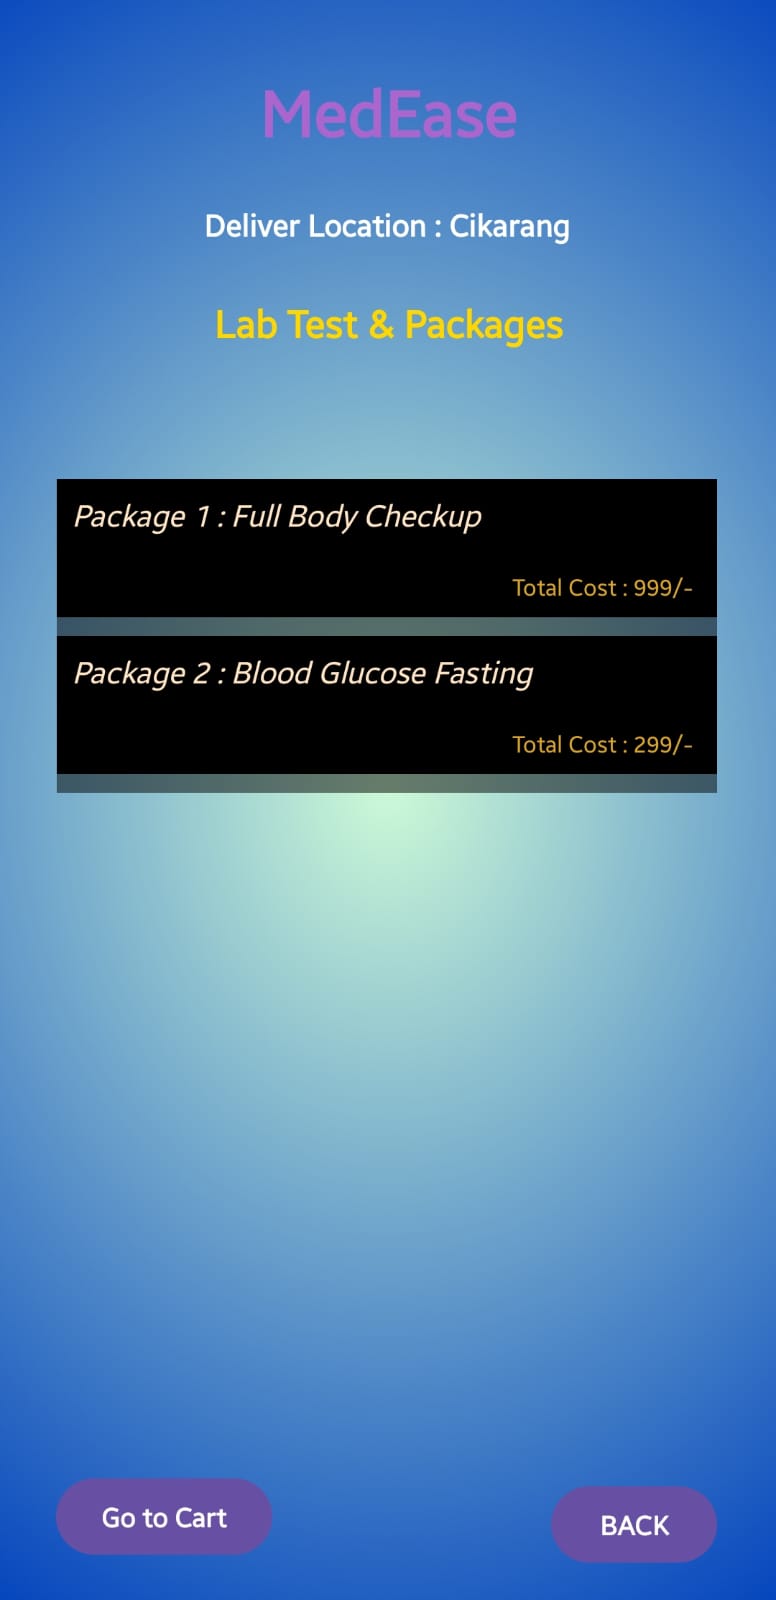 MedEase
Deliver Location : Cikarang
Lab Test & Packages
Package 1 : Full Body Checkup
Total Cost : 999/-
Package 2 : Blood Glucose Fasting
Total Cost : 299/-
Go to Cart
BACK